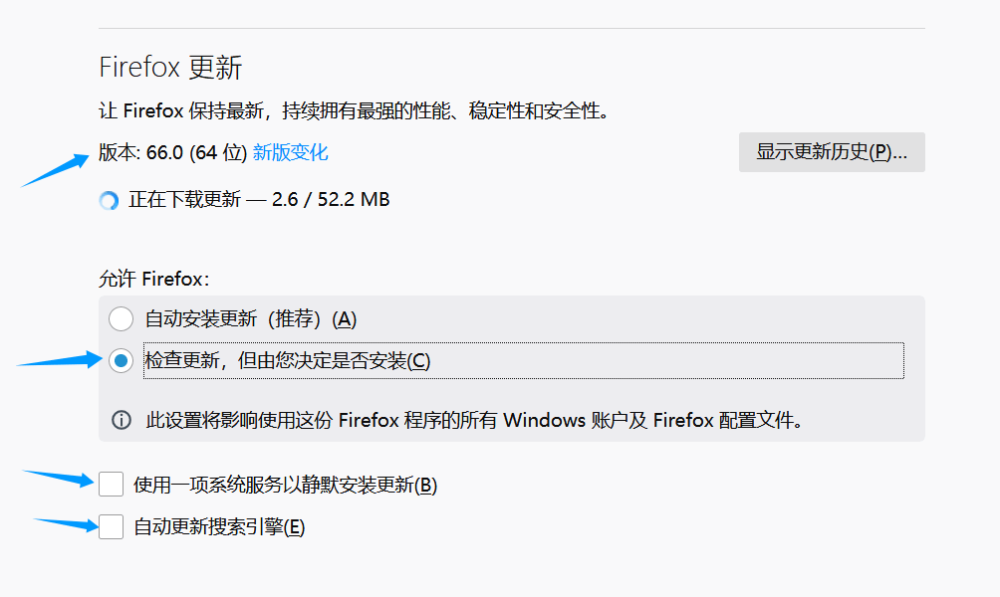 Firefox 更新
让 Firefox 保持最新，持续拥有最强的性能、稳定性和安全性。
版本: 66.0 (64 位) 新版变化
显示更新历史(P)...
正在下载更新 — 2.6 / 52.2 MB
允许 Firefox：
自动安装更新（推荐）(A)
检查更新，但由您决定是否安装(C)
此设置将影响使用这份 Firefox 程序的所有 Windows 账户及 Firefox 配置文件。
使用一项系统服务以静默安装更新(B)
自动更新搜索引擎(E)